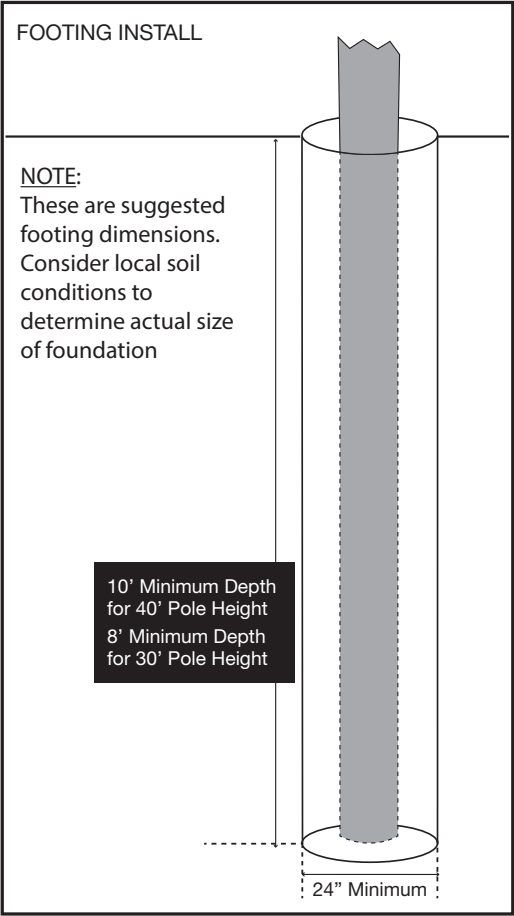 FOOTING INSTALL
NOTE:
These are suggested
footing dimensions.
Consider local soil
conditions to
determine actual size
of foundation
10’ Minimum Depth
for 40’ Pole Height
8’ Minimum Depth
for 30’ Pole Height
24” Minimum